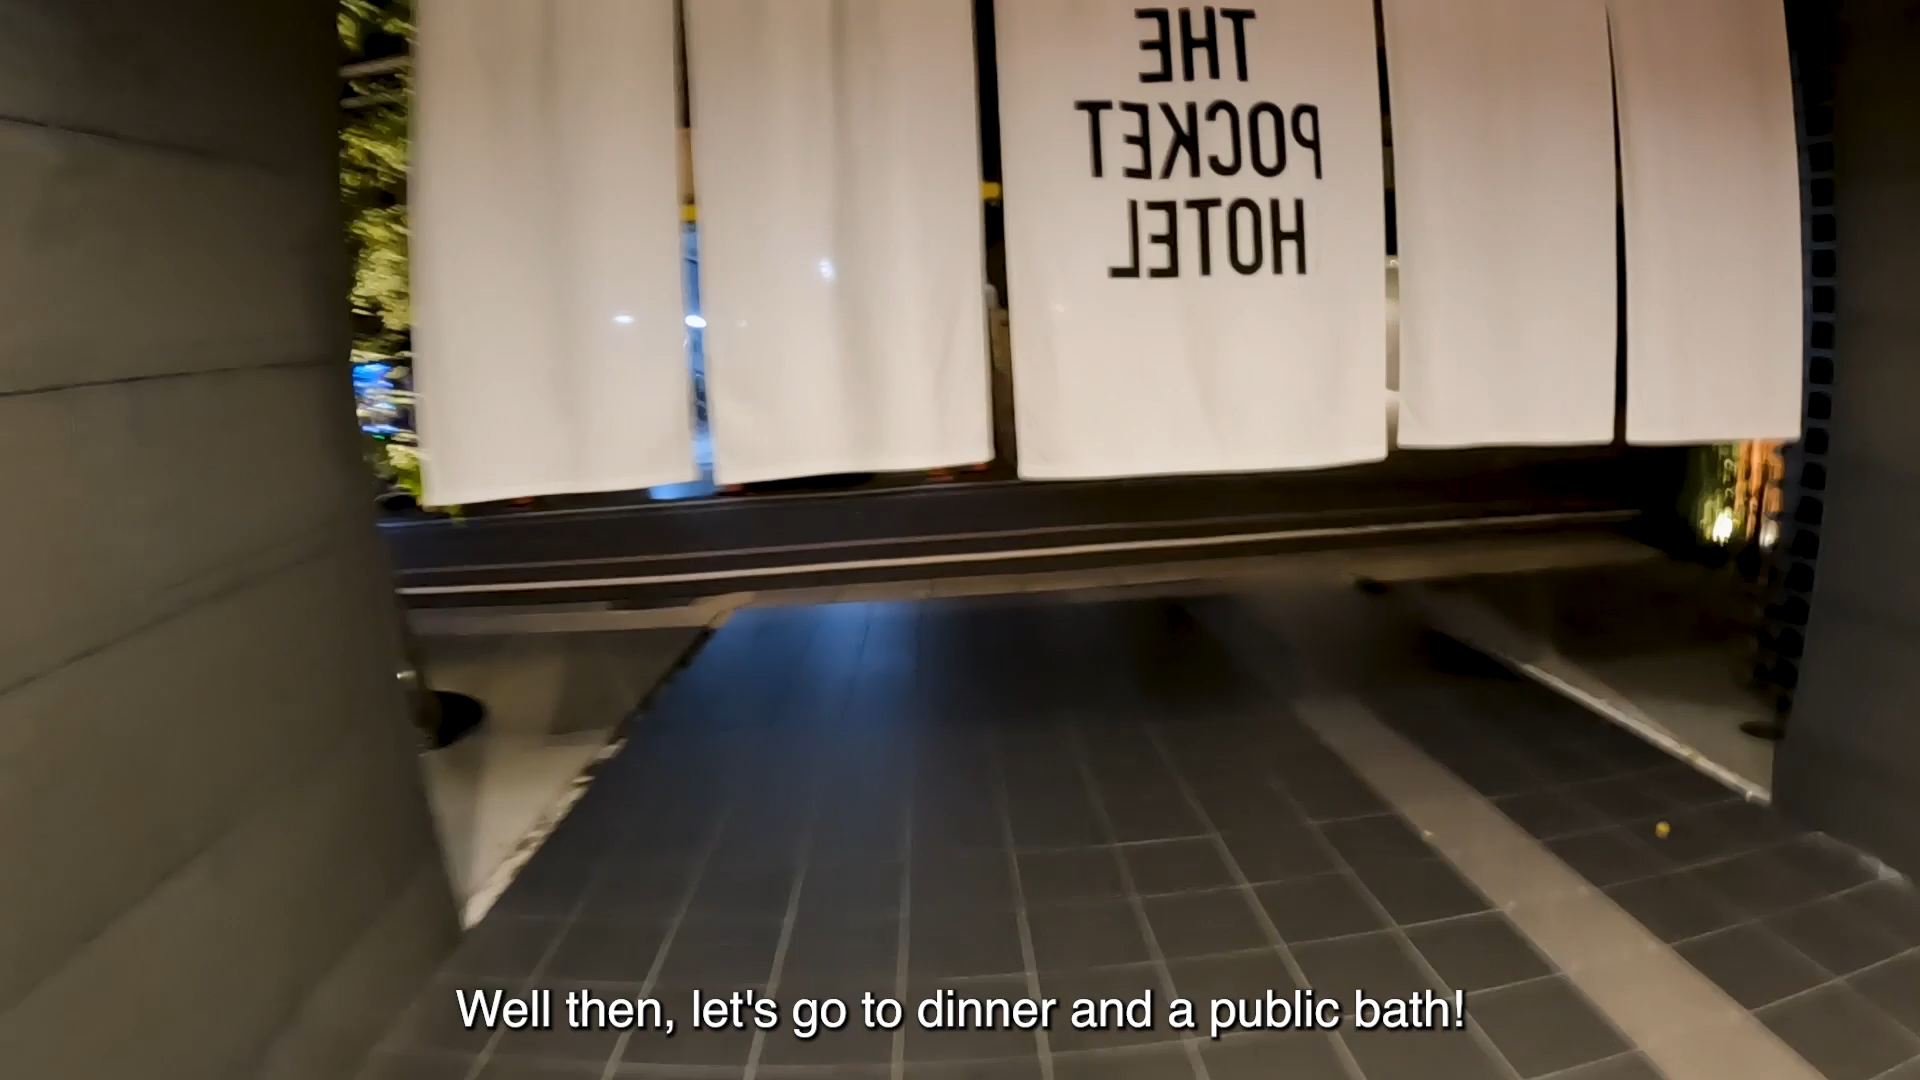 THE
POCKET
HOTEL
Well then, let's go to dinner and a public bath!